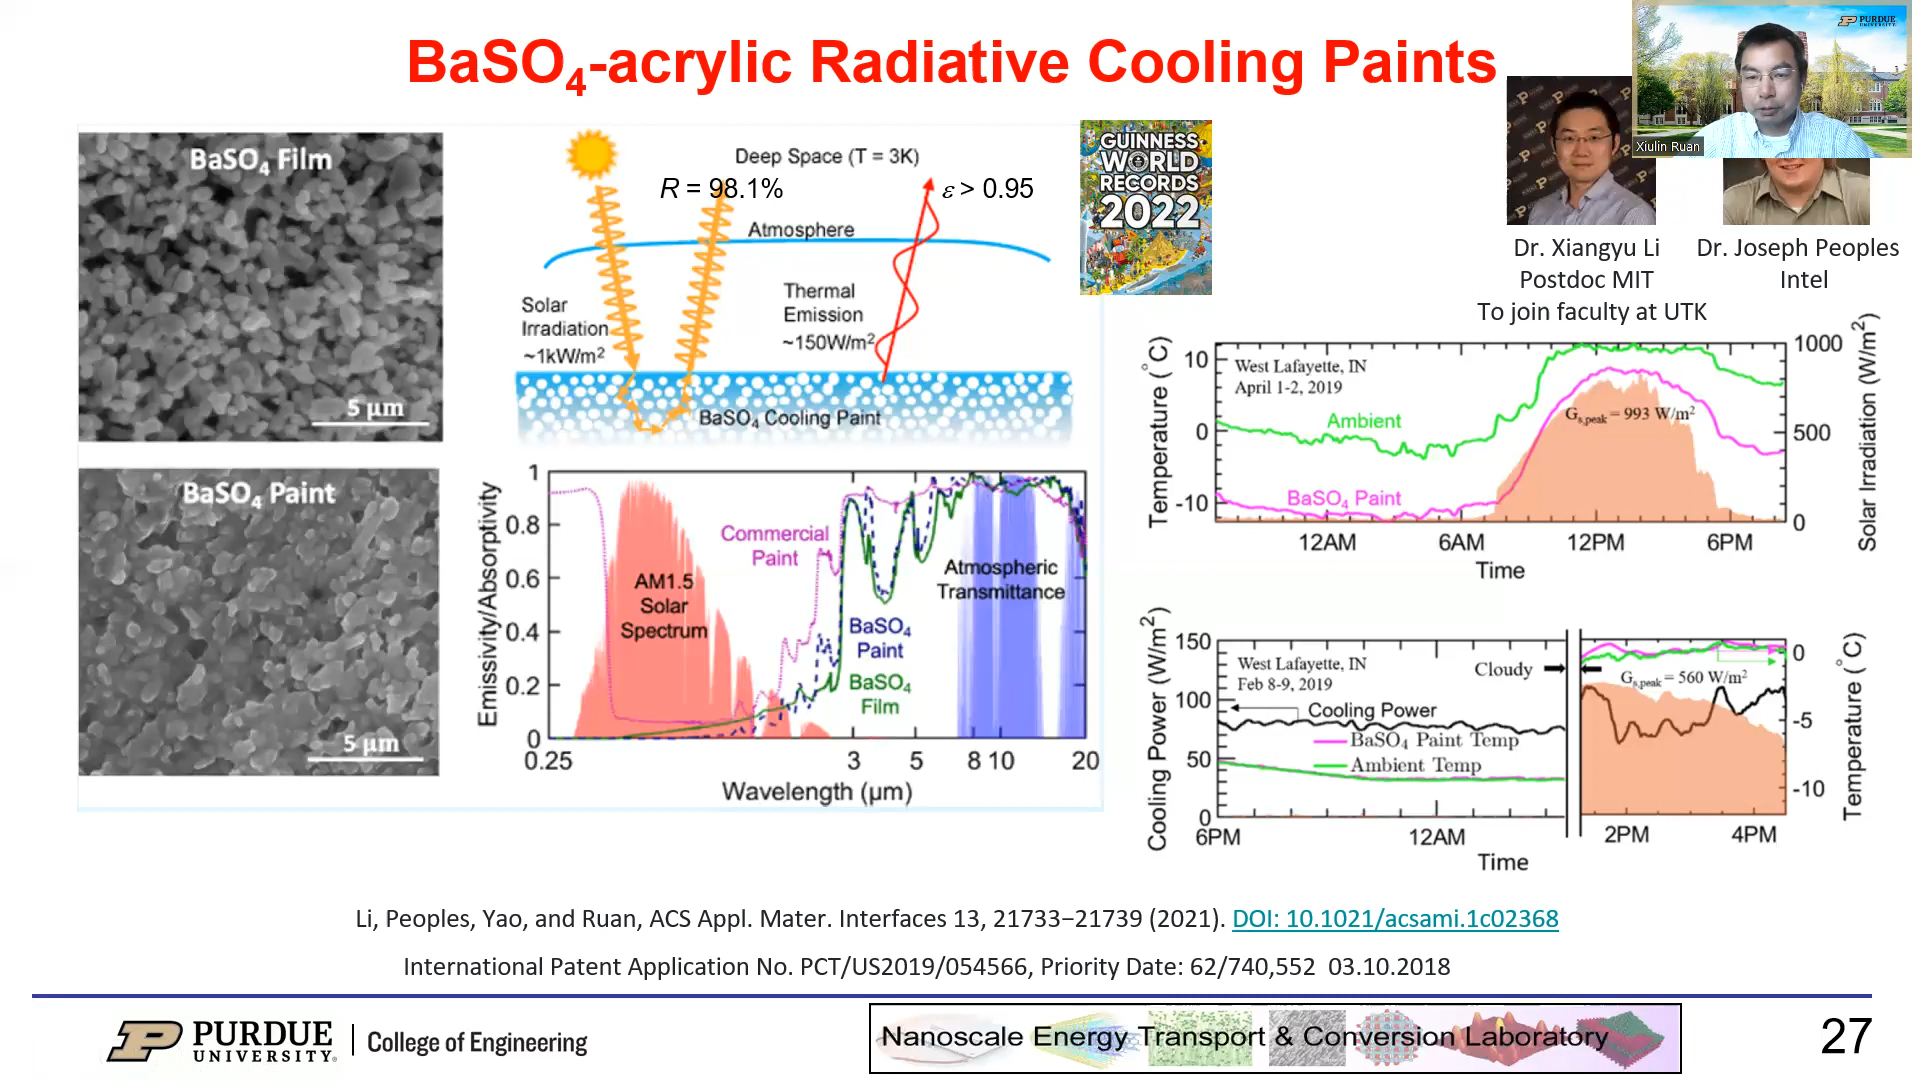 BaSO₄-acrylic Radiative Cooling Paints
PURDUE
UNIVERSITY
Xiulin Ruan
BaSO₄ Film
5 µm
BaSO₄ Paint
5 µm
Deep Space (T = 3K)
R = 98.1%
ε > 0.95
Atmosphere
Solar
Irradiation
~1kW/m²
Thermal
Emission
~150W/m²
BaSO₄ Cooling Paint
GUINNESS
WORLD
RECORDS
2022
Dr. Xiangyu Li
Postdoc MIT
To join faculty at UTK
Dr. Joseph Peoples
Intel
Emissivity/Absorptivity
1
0.8
0.6
0.4
0.2
0
AM1.5
Solar
Spectrum
Commercial
Paint
BaSO₄
Paint
BaSO₄
Film
Atmospheric
Transmittance
0.25 3 5 8 10 20
Wavelength (µm)
Temperature (°C)
10
0
-10
West Lafayette, IN
April 1-2, 2019
Ambient
BaSO₄ Paint
Gs,peak = 993 W/m²
1000
500
0
Solar Irradiation (W/m²)
12AM 6AM 12PM 6PM
Time
Cooling Power (W/m²)
150
100
50
0
West Lafayette, IN
Feb 8-9, 2019
Cloudy
Cooling Power
BaSO₄ Paint Temp
Ambient Temp
Gs,peak = 560 W/m²
0
-5
-10
Temperature (°C)
6PM 12AM 2PM 4PM
Time
Li, Peoples, Yao, and Ruan, ACS Appl. Mater. Interfaces 13, 21733−21739 (2021). DOI: 10.1021/acsami.1c02368
International Patent Application No. PCT/US2019/054566, Priority Date: 62/740,552 03.10.2018
PURDUE
UNIVERSITY®
College of Engineering
Nanoscale Energy Transport & Conversion Laboratory
27